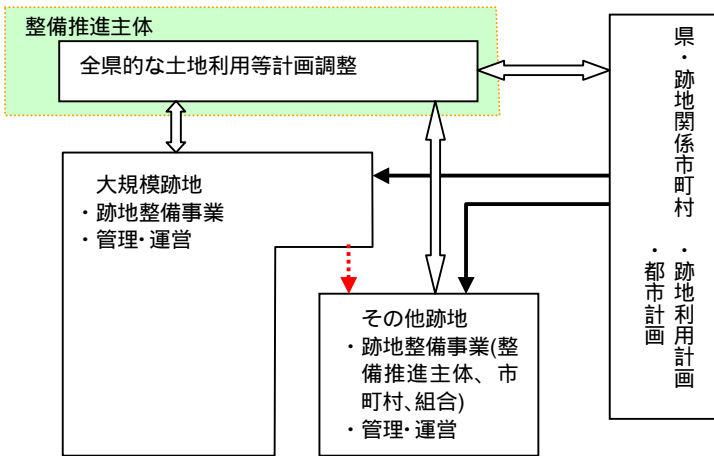 整備推進主体
全県的な土地利用等計画調整
大規模跡地
・跡地整備事業
・管理・運営
その他跡地
・跡地整備事業(整
備推進主体、市
町村、組合)
・管理・運営
県・跡地関係市町村
・跡地利用計画
・都市計画